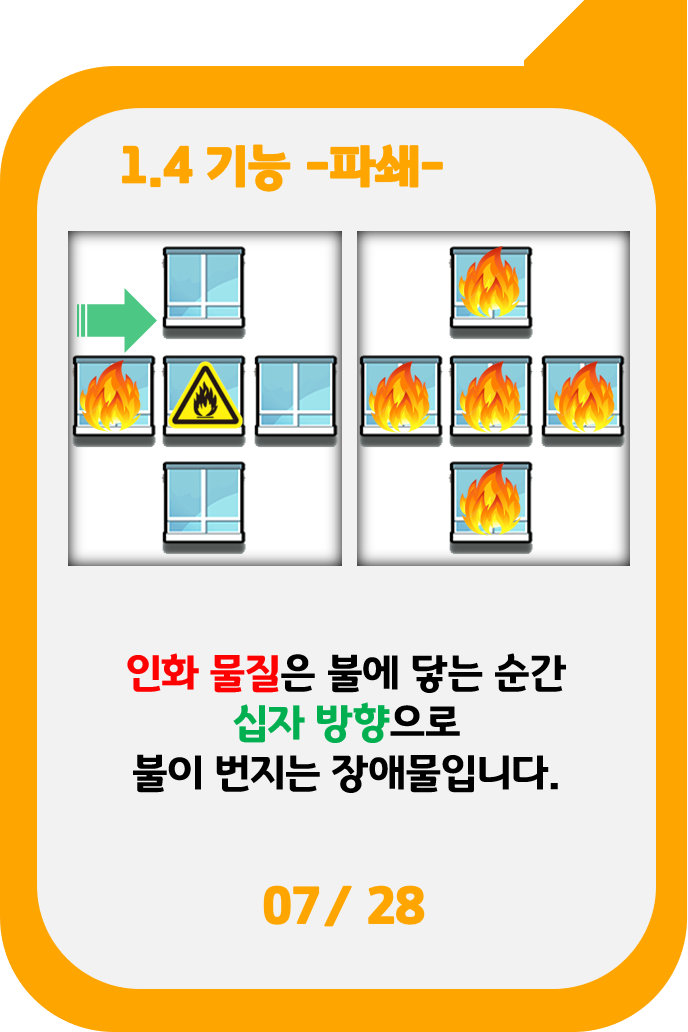 1.4 기능 -파쇄-
인화 물질은 불에 닿는 순간
십자 방향으로
불이 번지는 장애물입니다.
07/ 28